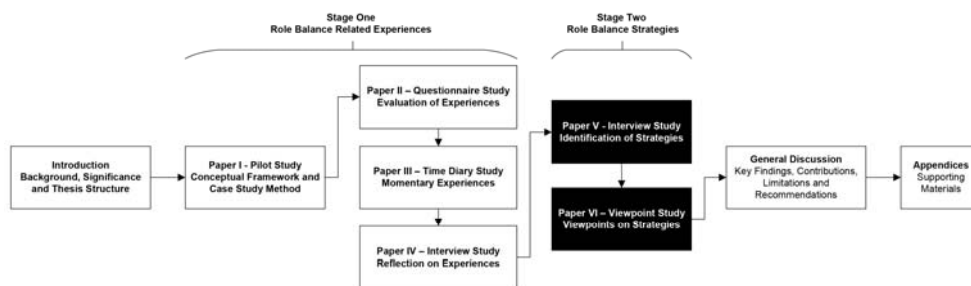 Stage One
Role Balance Related Experiences
Stage Two
Role Balance Strategies
Introduction
Background, Significance
and Thesis Structure
Paper I - Pilot Study
Conceptual Framework and
Case Study Method
Paper II – Questionnaire Study
Evaluation of Experiences
Paper III – Time Diary Study
Momentary Experiences
Paper IV – Interview Study
Reflection on Experiences
Paper V - Interview Study
Identification of Strategies
Paper VI – Viewpoint Study
Viewpoints on Strategies
General Discussion
Key Findings, Contributions,
Limitations and
Recommendations
Appendices
Supporting
Materials